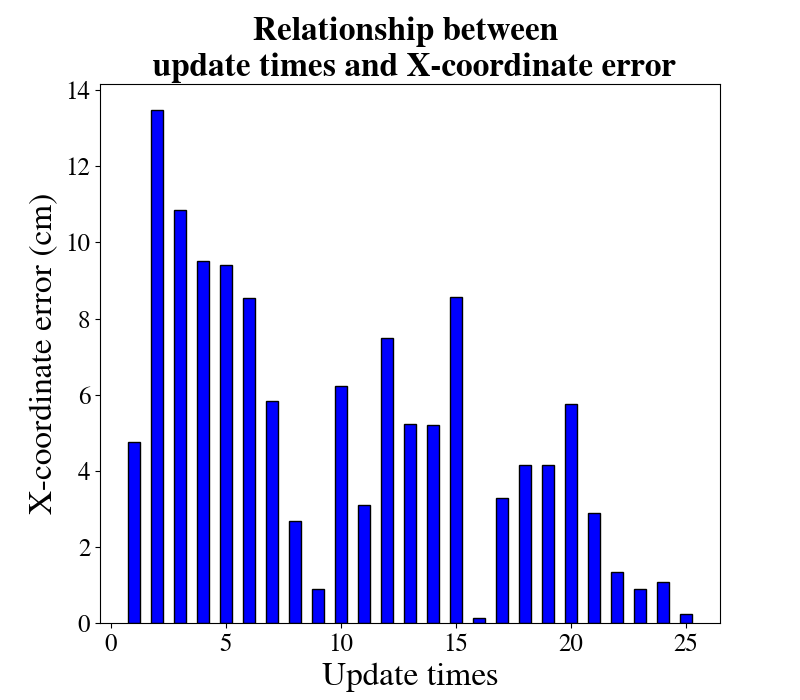 Relationship between
update times and X-coordinate error
14
12
10
8
6
4
2
0
X-coordinate error (cm)
0 5 10 15 20 25
Update times